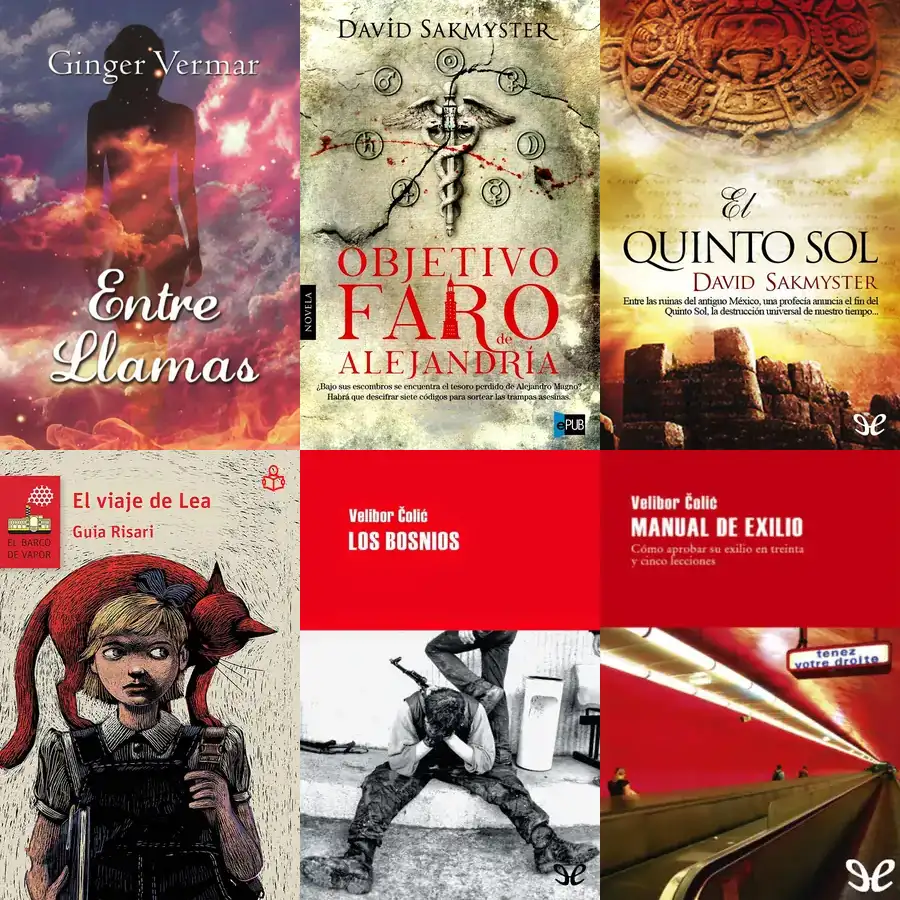 Ginger Vermar
Entre
Llamas
David Sakmyster
NOVELA
OBJETIVO
FARO
de
ALEJANDRÍA
¿Bajo sus escombros se encuentra el tesoro perdido de Alejandro Magno?
Habrá que descifrar siete códigos para sortear las trampas asesinas.
ePUB
El
QUINTO SOL
David Sakmyster
Entre las ruinas del antiguo México, una profecía anuncia el fin del
Quinto Sol, la destrucción universal de nuestro tiempo...
EL BARCO
DE VAPOR
El viaje de Lea
Guia Risari
Velibor Čolić
LOS BOSNIOS
Velibor Čolić
MANUAL DE EXILIO
Cómo aprobar su exilio en treinta
y cinco lecciones
tenez
votre droite